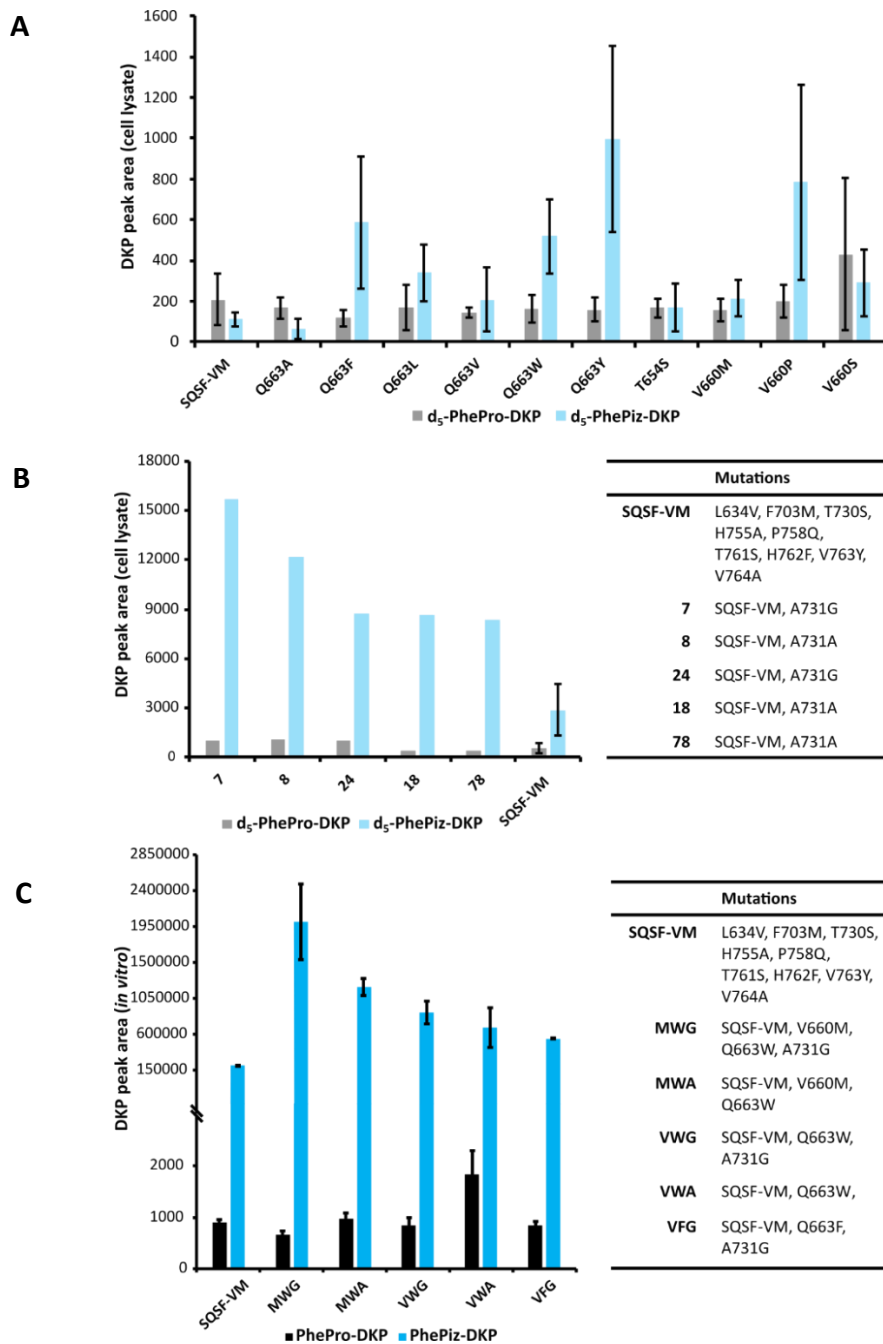 A
DKP peak area (cell lysate)
1600
1400
1200
1000
800
600
400
200
0
SQSF-VM
Q663A
Q663F
Q663L
Q663V
Q663W
Q663Y
T654S
V660M
V660P
V660S
d5-PhePro-DKP d5-PhePiz-DKP
B
DKP peak area (cell lysate)
18000
15000
12000
9000
6000
3000
0
7
8
24
18
78
SQSF-VM
d5-PhePro-DKP d5-PhePiz-DKP
Mutations
SQSF-VM L634V, F703M, T730S,
H755A, P758Q,
T761S, H762F, V763Y,
V764A
7 SQSF-VM, A731G
8 SQSF-VM, A731A
24 SQSF-VM, A731G
18 SQSF-VM, A731A
78 SQSF-VM, A731A
C
DKP peak area (in vitro)
2850000
2400000
1950000
1500000
1050000
600000
150000
2000
1000
0
SQSF-VM
MWG
MWA
VWG
VWA
VFG
PhePro-DKP PhePiz-DKP
Mutations
SQSF-VM L634V, F703M, T730S,
H755A, P758Q,
T761S, H762F, V763Y,
V764A
MWG SQSF-VM, V660M,
Q663W, A731G
MWA SQSF-VM, V660M,
Q663W
VWG SQSF-VM, Q663W,
A731G
VWA SQSF-VM, Q663W,
VFG SQSF-VM, Q663F,
A731G